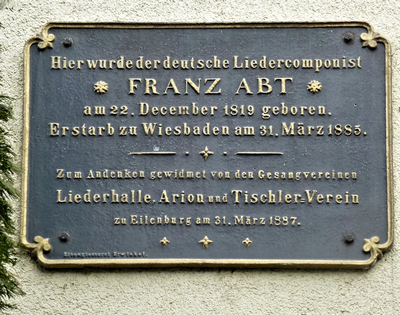 Hier wurde der deutsche Liedercomponist
FRANZ ABT
am 22. December 1819 geboren.
Er starb zu Wiesbaden am 31. März 1885.
Zum Andenken gewidmet von den Gesangvereinen
Liederhalle, Arion und Tischler-Verein
zu Eilenburg am 31. März 1887.